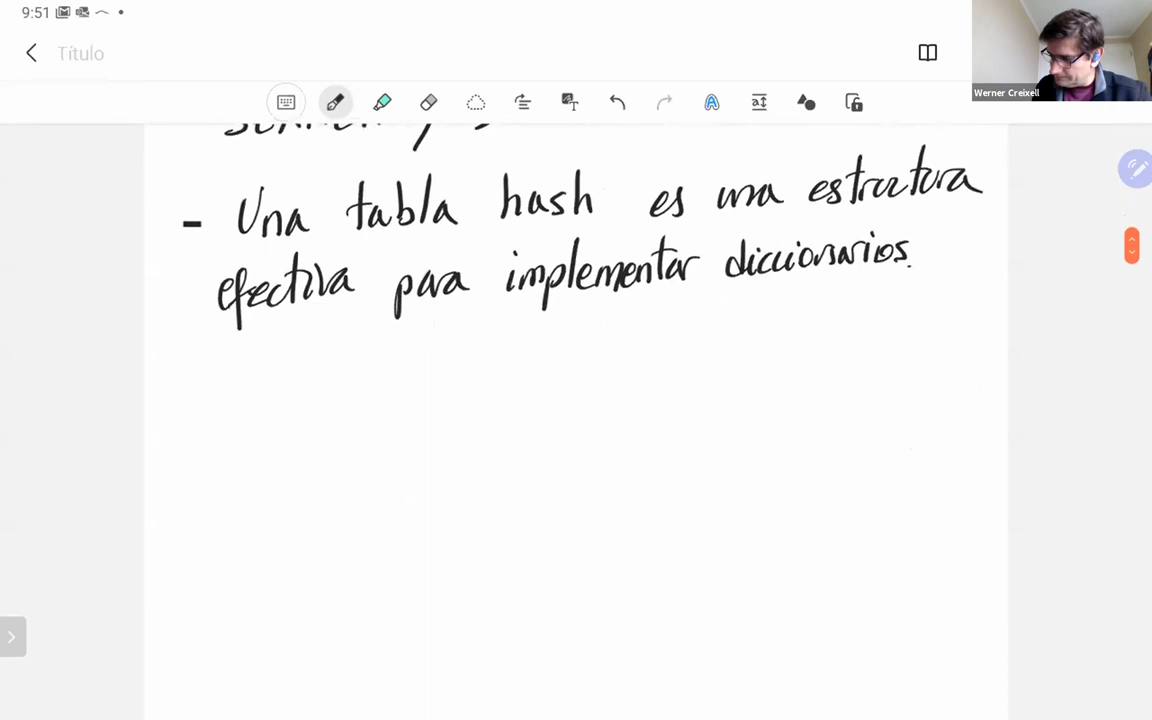 9:51
Título
Werner Creixell
- Una tabla hash es una estructura
efectiva para implementar diccionarios.